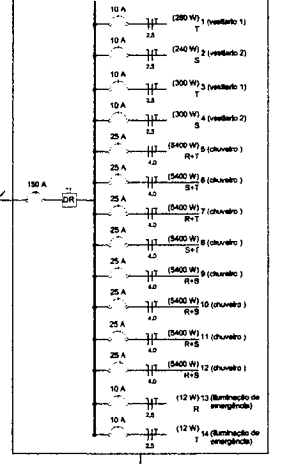 10 A
(280 W) 1 (vestiario 1)
T
2,5
10 A
(240 W) 2 (vestiario 2)
S
2,5
10 A
(300 W) 3 (vestiario 1)
T
2,5
10 A
(300 W) 4 (vestiario 2)
S
2,5
25 A
(5400 W) 5 (chuveiro )
R+T
4,0
150 A
DR
25 A
(5400 W) 6 (chuveiro )
S+T
4,0
25 A
(5400 W) 7 (chuveiro )
R+T
4,0
25 A
(5400 W) 8 (chuveiro )
S+T
4,0
25 A
(5400 W) 9 (chuveiro )
R+S
4,0
25 A
(5400 W) 10 (chuveiro )
R+S
4,0
25 A
(5400 W) 11 (chuveiro )
R+S
4,0
25 A
(5400 W) 12 (chuveiro )
R+S
4,0
10 A
(12 W) 13 (iluminação de
R emergência)
2,5
10 A
(12 W) 14 (iluminação de
T emergência)
2,5